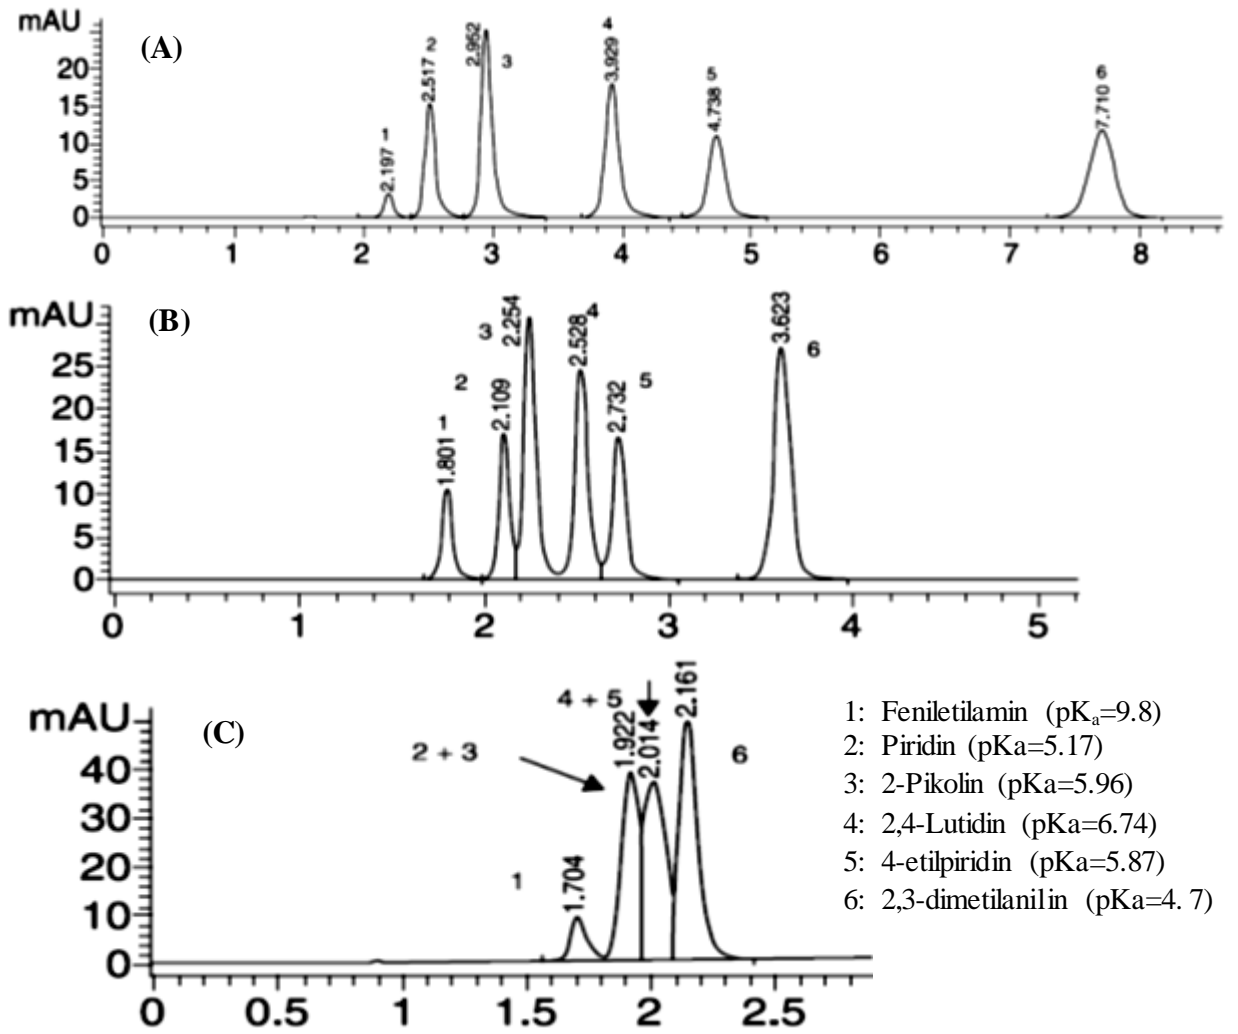 mAU
(A)
20
15
10
5
0
2.197 1
2.517 2
2.952
3
3.929 4
4.738 5
7.710 6
0 1 2 3 4 5 6 7 8
mAU
(B)
25
20
15
10
5
0
1.801 1
2
2.109
3
2.254
2.528 4
2.732
5
3.623
6
0 1 2 3 4 5
mAU
(C)
40
30
20
10
0
1
1.704
2 + 3
4 + 5
1.922
2.014
2.161
6
0 0.5 1 1.5 2 2.5
1: Feniletilamin (pKₐ=9.8)
2: Piridin (pKa=5.17)
3: 2-Pikolin (pKa=5.96)
4: 2,4-Lutidin (pKa=6.74)
5: 4-etilpiridin (pKa=5.87)
6: 2,3-dimetilanilin (pKa=4. 7)